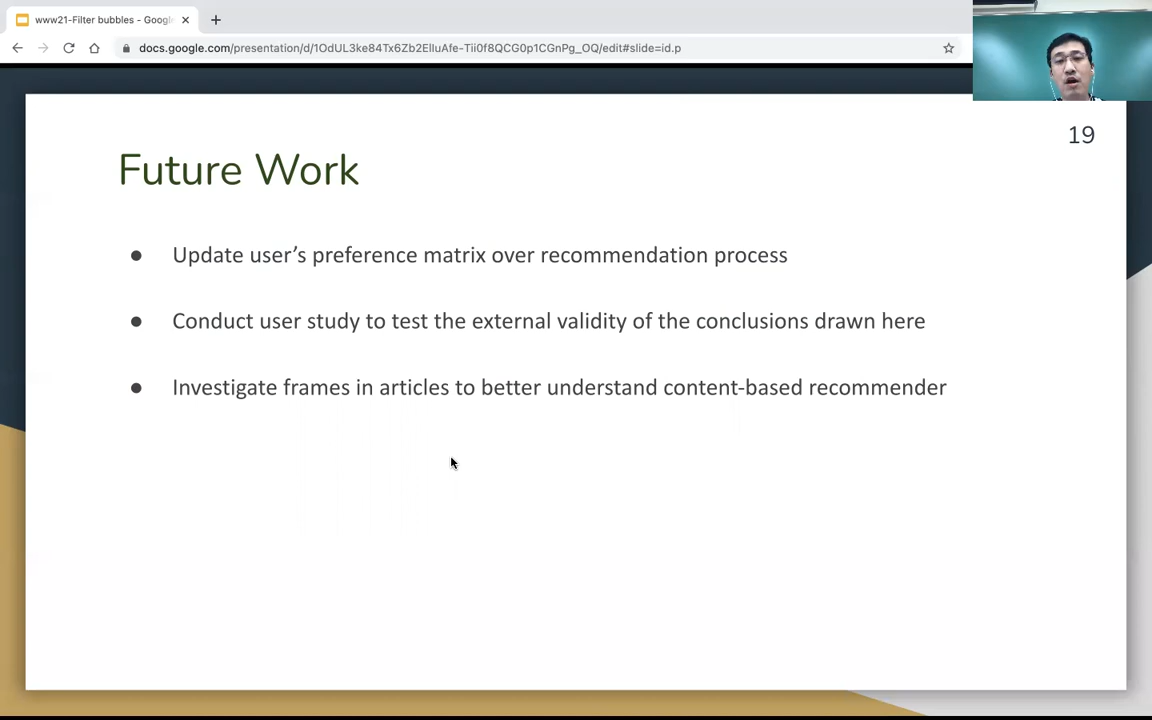 www21-Filter bubbles - Googl
docs.google.com/presentation/d/1OdUL3ke84Tx6Zb2ElluAfe-Tii0f8QCG0p1CGnPg_OQ/edit#slide=id.p
19
Future Work
● Update user’s preference matrix over recommendation process
● Conduct user study to test the external validity of the conclusions drawn here
● Investigate frames in articles to better understand content-based recommender